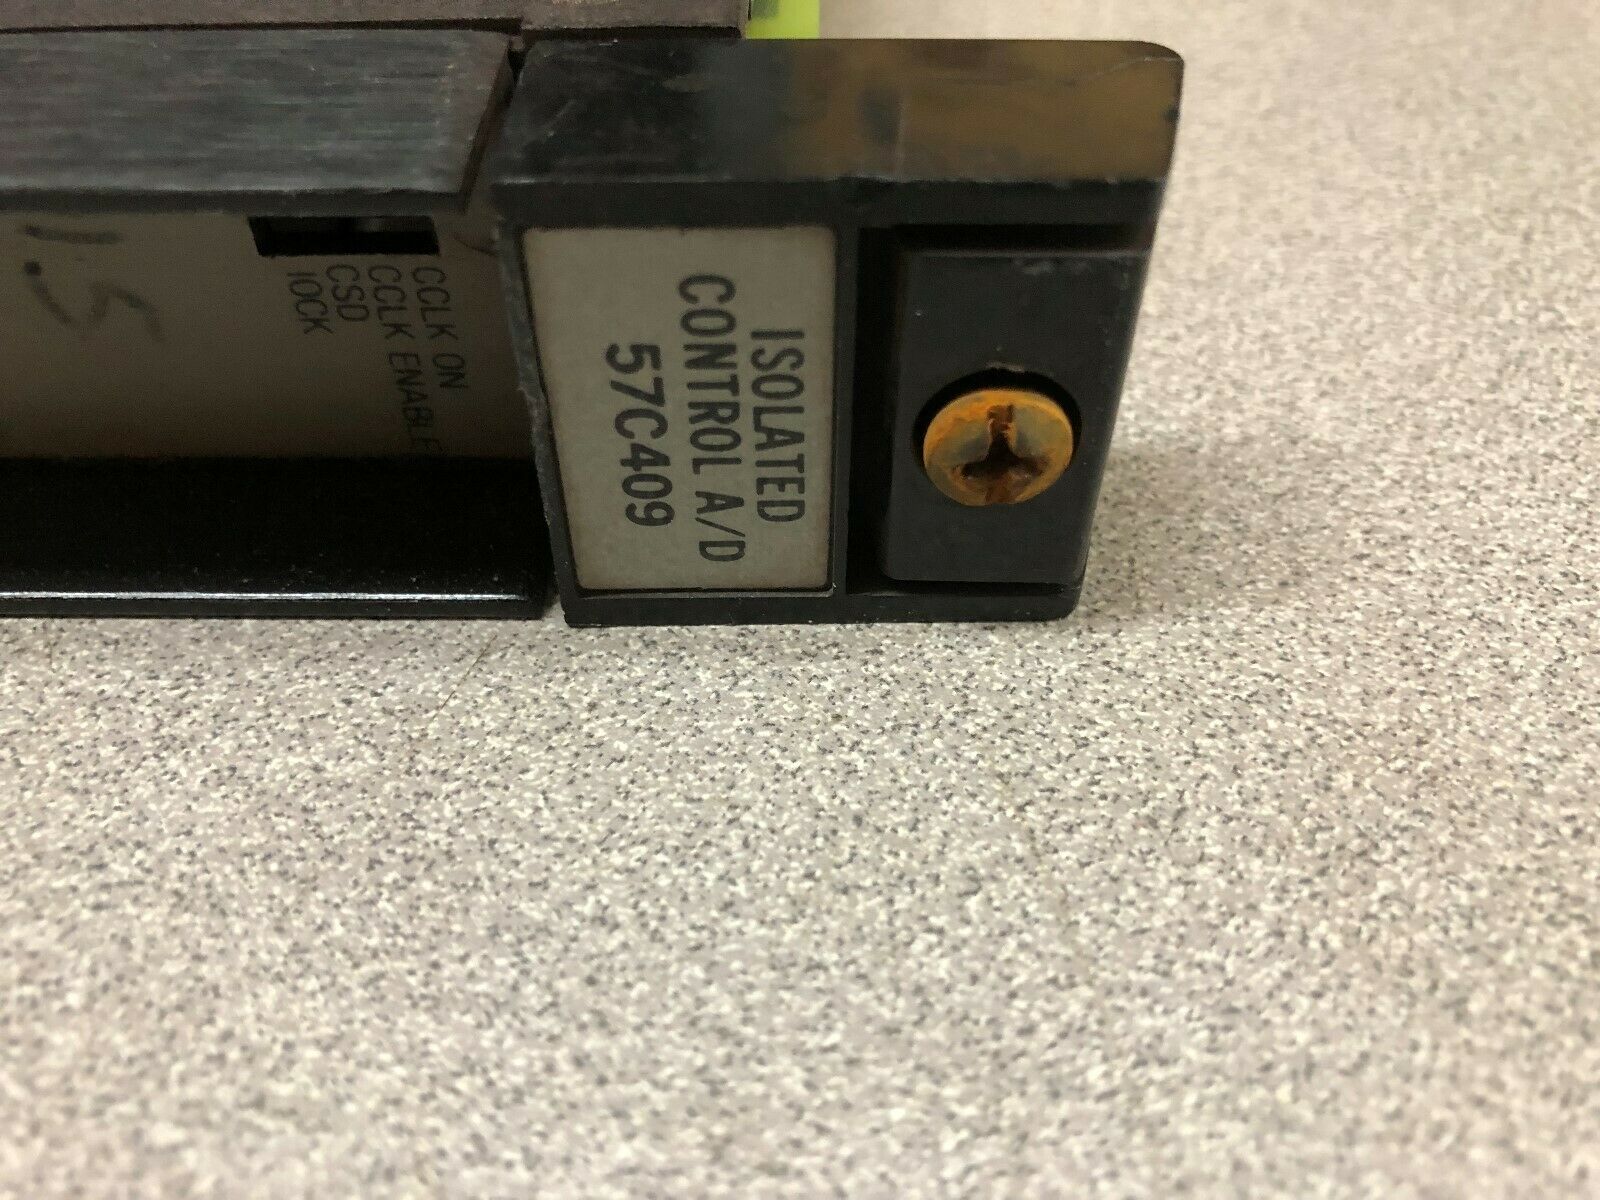 ISOLATED
CONTROL A/D
57C409
CCLK ON
CCLK ENABLE
CSD
IOCK